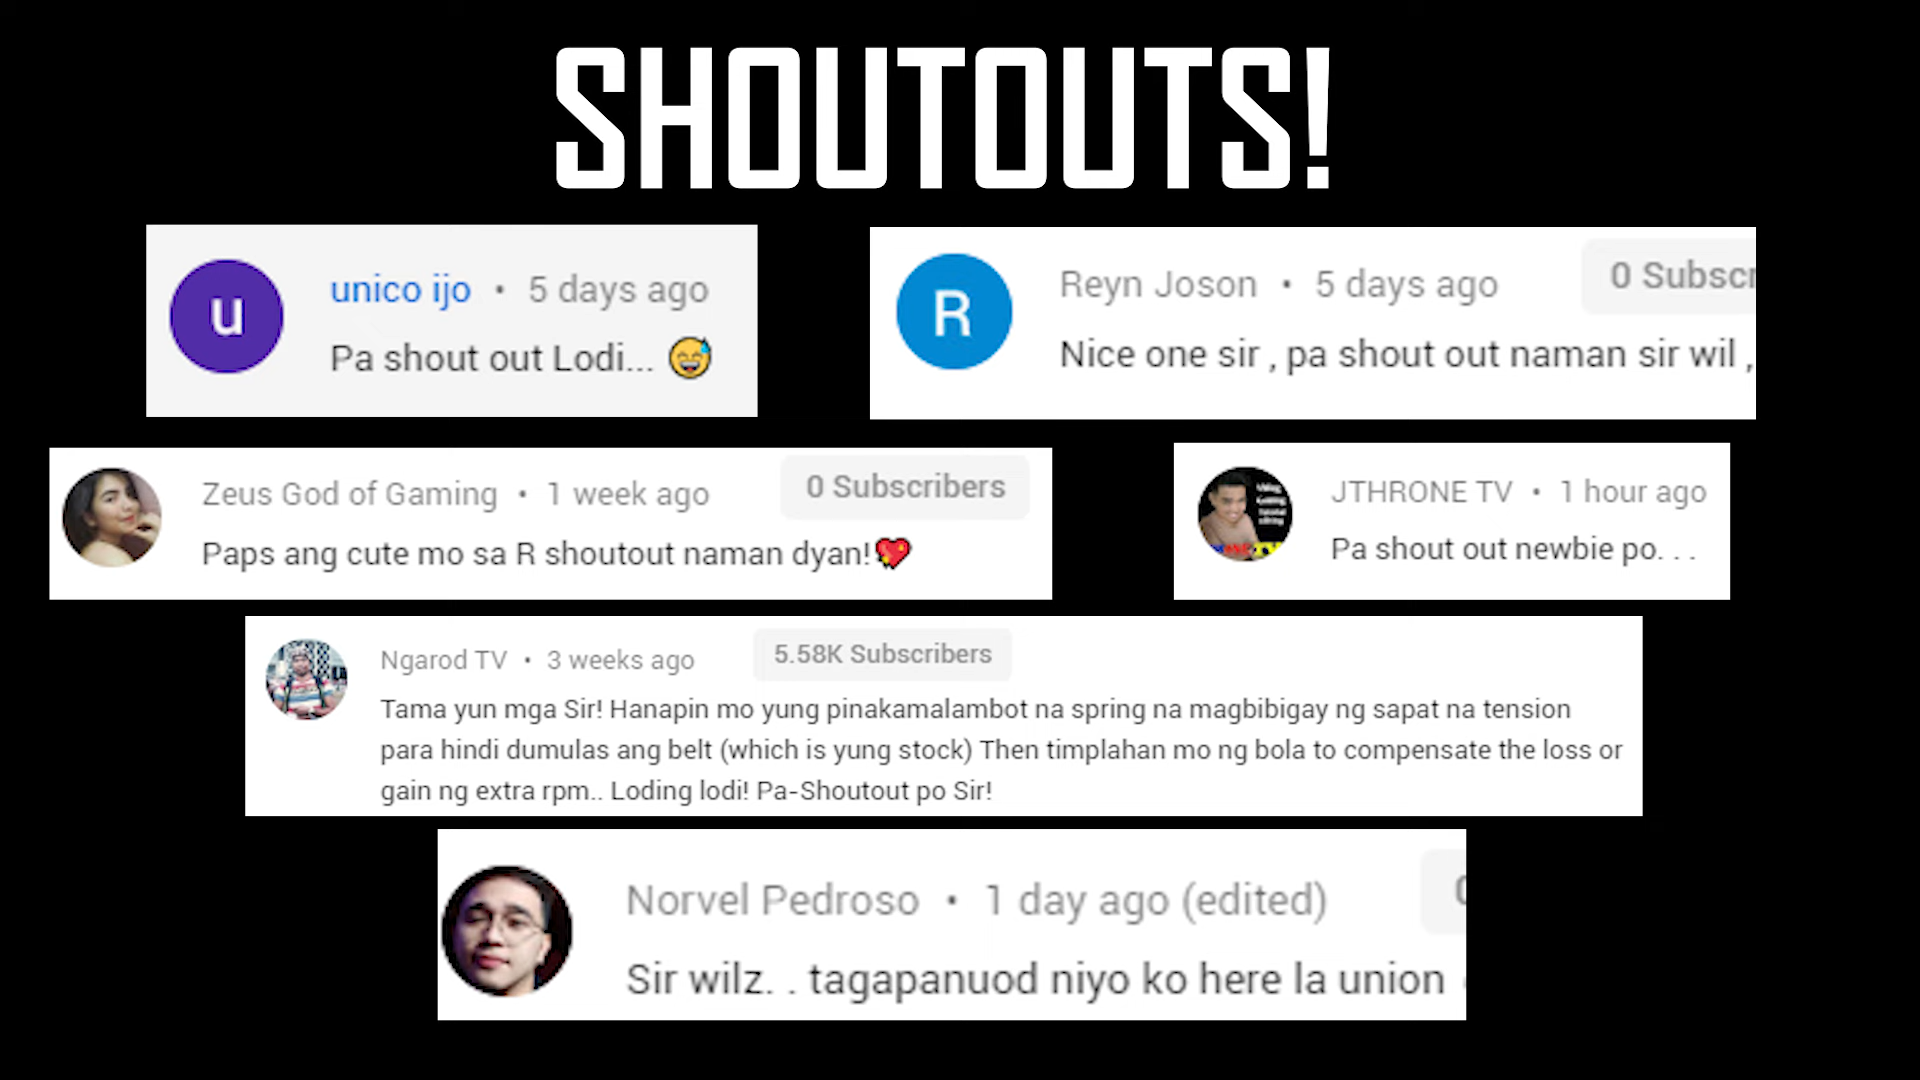 SHOUTOUTS!
u
unico ijo • 5 days ago
Pa shout out Lodi... 😅
R
Reyn Joson • 5 days ago
0 Subscr
Nice one sir , pa shout out naman sir wil ,
Zeus God of Gaming • 1 week ago
0 Subscribers
Paps ang cute mo sa R shoutout naman dyan!💖
JTHRONE TV • 1 hour ago
Pa shout out newbie po. . .
Ngarod TV • 3 weeks ago
5.58K Subscribers
Tama yun mga Sir! Hanapin mo yung pinakamalambot na spring na magbibigay ng sapat na tension
para hindi dumulas ang belt (which is yung stock) Then timplahan mo ng bola to compensate the loss or
gain ng extra rpm.. Loding lodi! Pa-Shoutout po Sir!
Norvel Pedroso • 1 day ago (edited)
Sir wilz. . tagapanuod niyo ko here la union